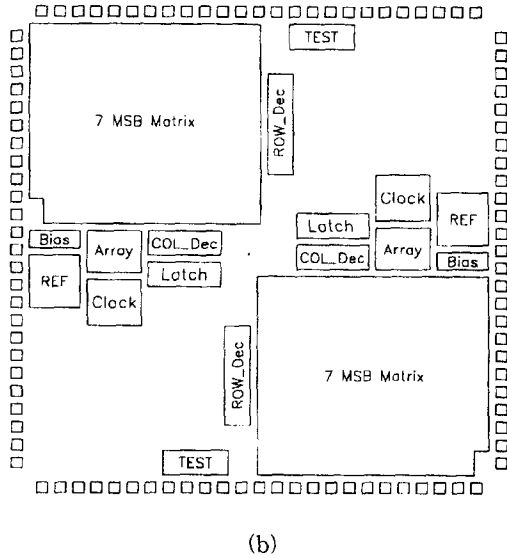 TEST
7 MSB Matrix
ROW_Dec
Clock
REF
Latch
Bias
Array
COL_Dec
Array
COL_Dec
Bias
REF
Latch
Clock
ROW_Dec
7 MSB Matrix
TEST
(b)